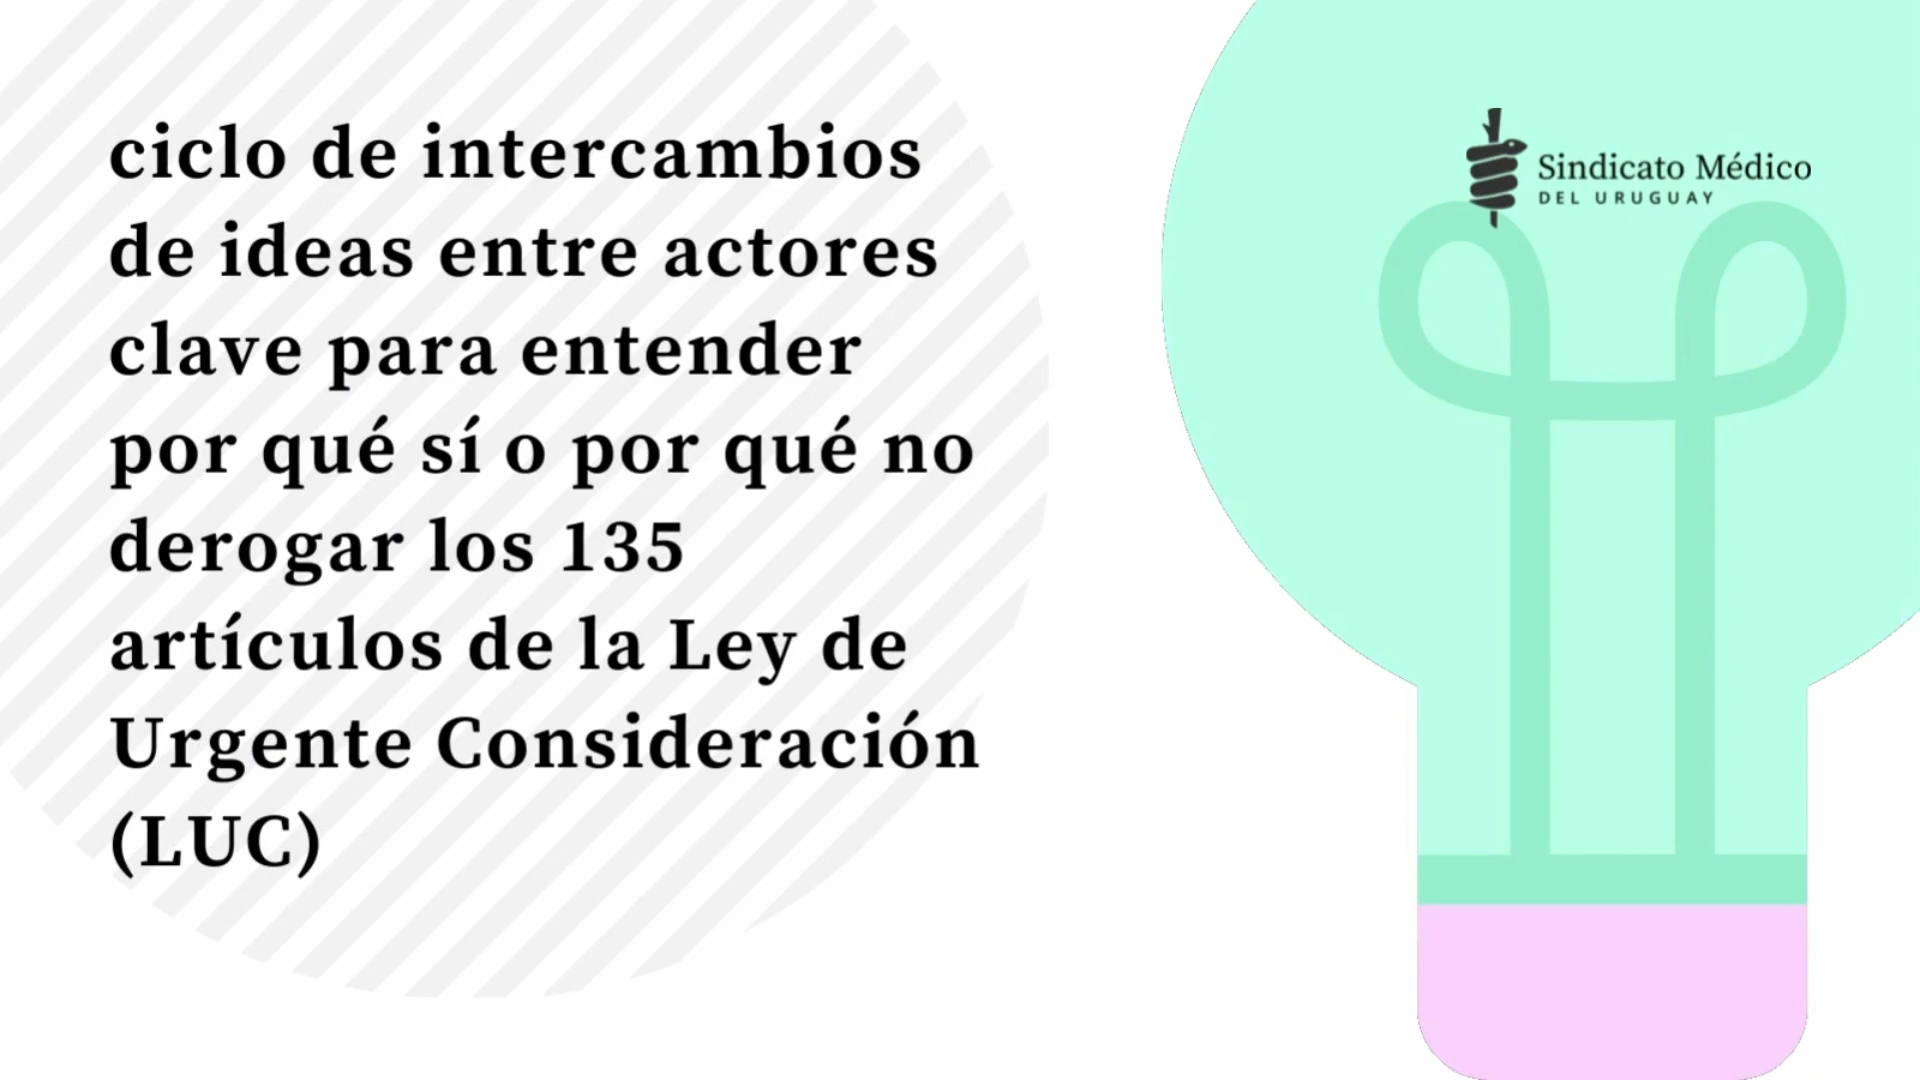 ciclo de intercambios
de ideas entre actores
clave para entender
por qué sí o por qué no
derogar los 135
artículos de la Ley de
Urgente Consideración
(LUC)
Sindicato Médico
DEL URUGUAY